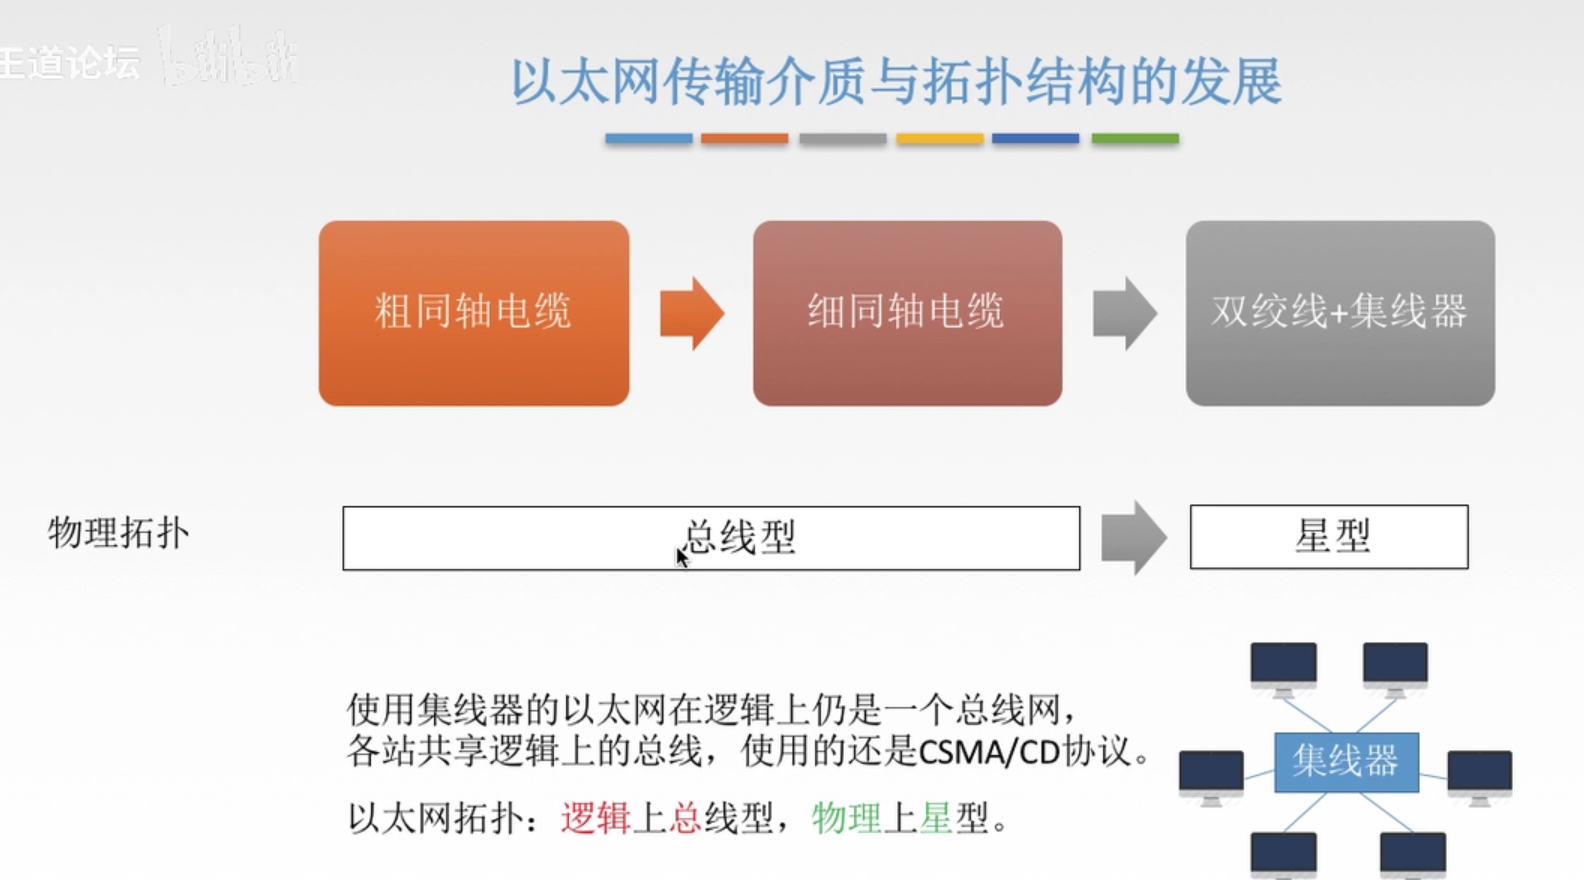 王道论坛 bilibili
以太网传输介质与拓扑结构的发展
粗同轴电缆
细同轴电缆
双绞线+集线器
物理拓扑
总线型
星型
使用集线器的以太网在逻辑上仍是一个总线网，
各站共享逻辑上的总线，使用的还是CSMA/CD协议。
集线器
以太网拓扑：逻辑上总线型，物理上星型。